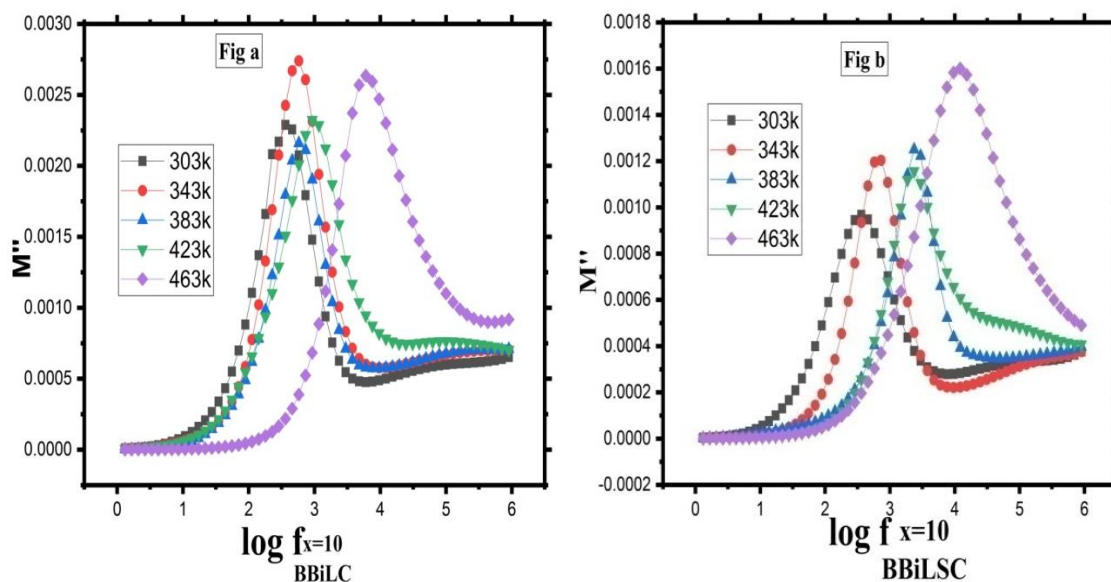 Fig a
0.0030
0.0025
0.0020
0.0015
0.0010
0.0005
0.0000
M''
303k
343k
383k
423k
463k
0 1 2 3 4 5 6
log f x=10
BBiLC
Fig b
0.0018
0.0016
0.0014
0.0012
0.0010
0.0008
0.0006
0.0004
0.0002
0.0000
-0.0002
M''
303k
343k
383k
423k
463k
0 1 2 3 4 5 6
log f x=10
BBiLSC